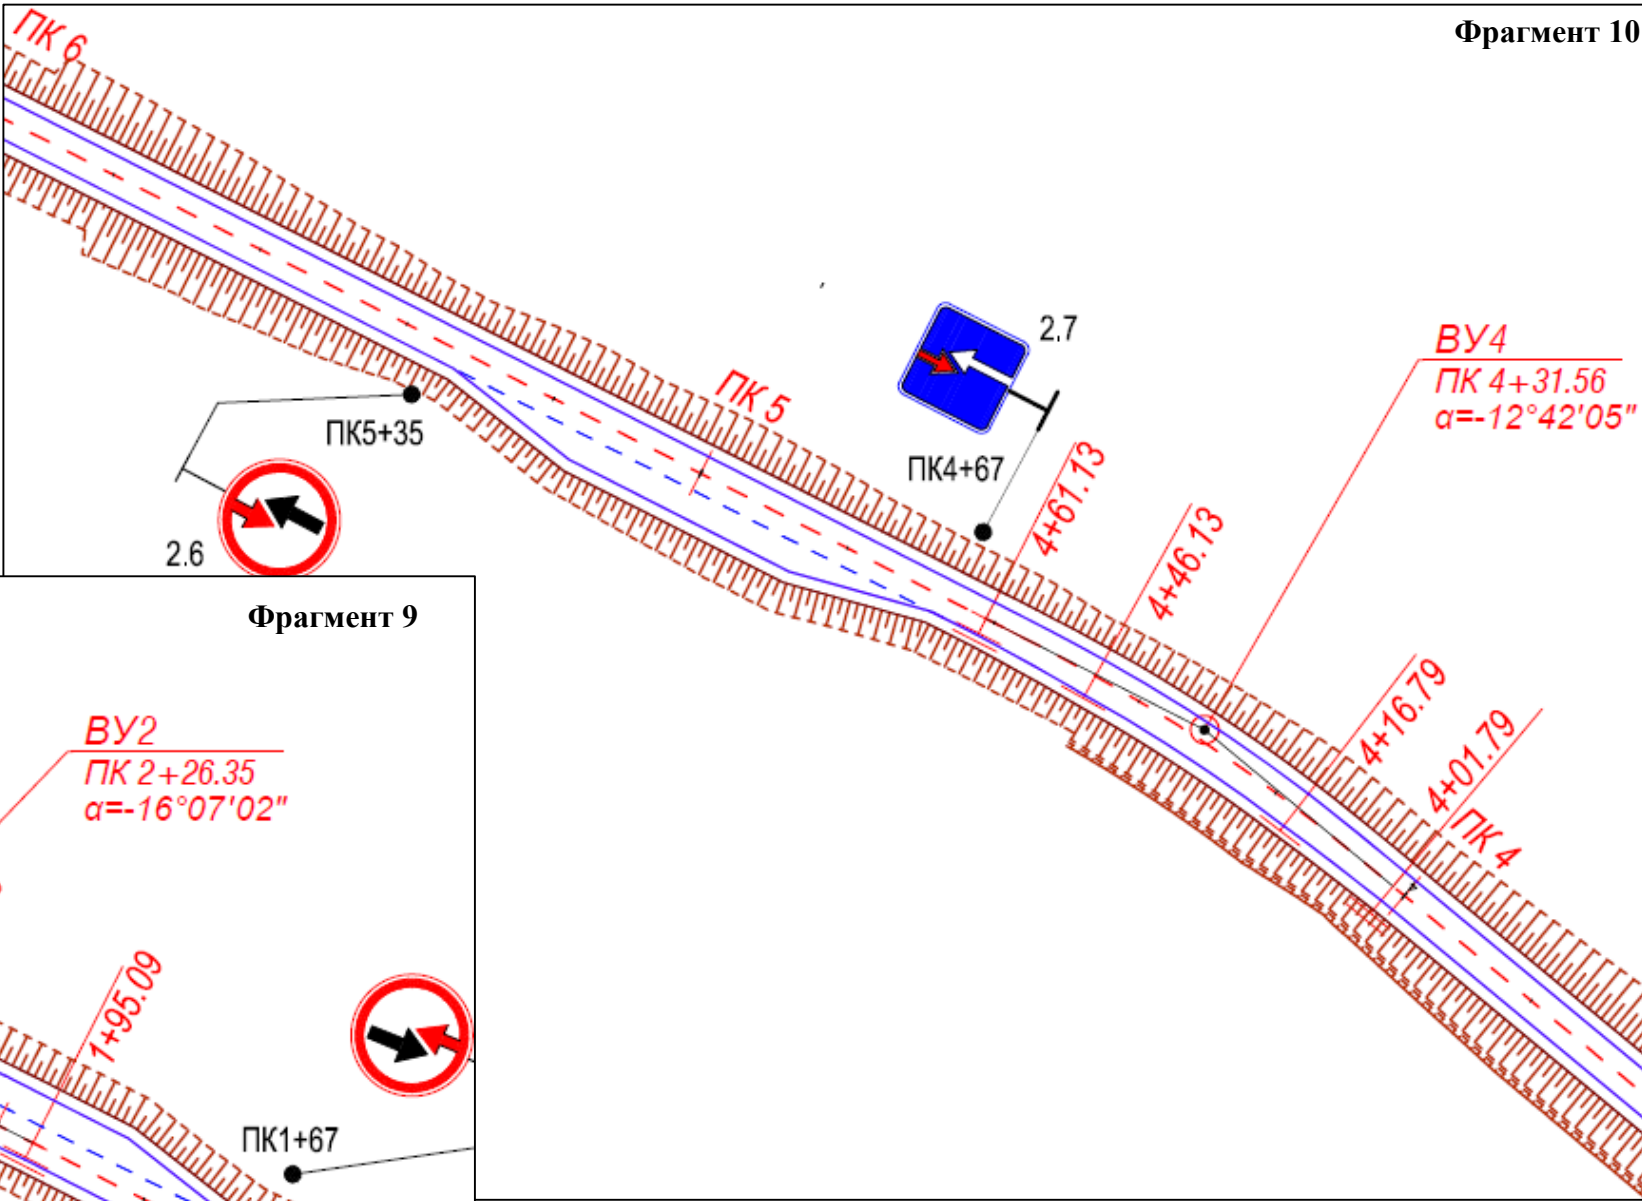 Фрагмент 10
ПК 6
2.7
ВУ4
ПК 4+31.56
α=-12°42'05"
ПК 5
ПК5+35
ПК4+67
4+61.13
4+46.13
2.6
4+16.79
4+01.79
ПК 4
Фрагмент 9
ВУ2
ПК 2+26.35
α=-16°07'02"
1+95.09
ПК1+67